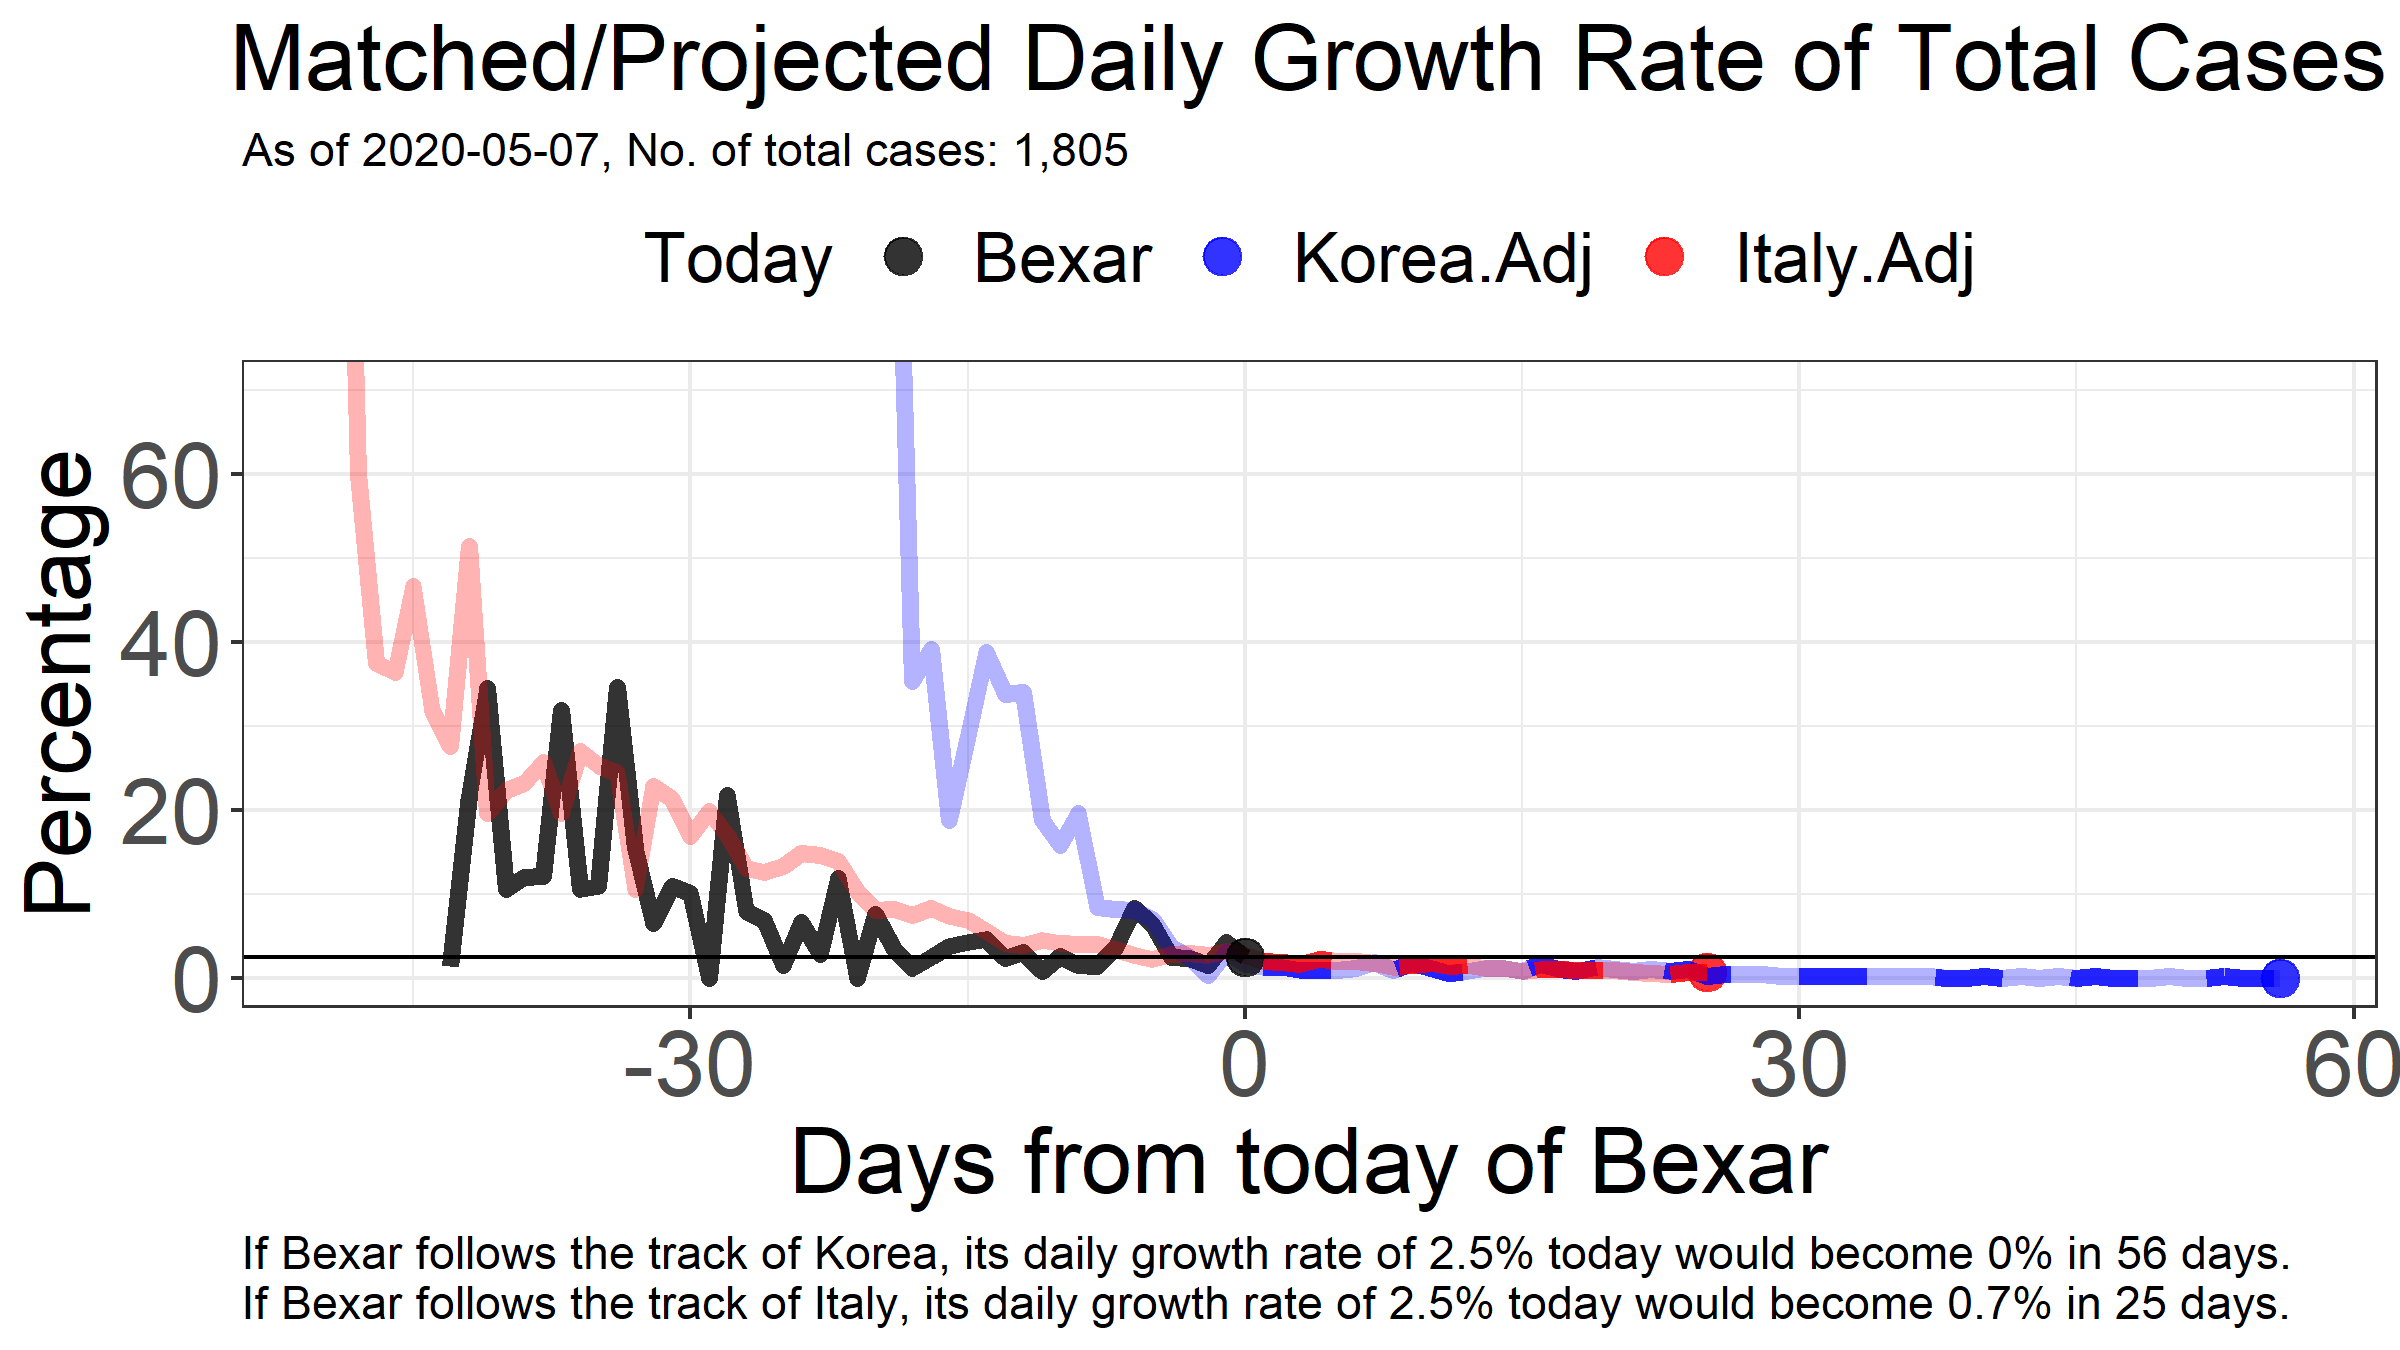 Matched/Projected Daily Growth Rate of Total Cases
As of 2020-05-07, No. of total cases: 1,805
Today Bexar Korea.Adj Italy.Adj
Percentage
60
40
20
0
-30 0 30 60
Days from today of Bexar
If Bexar follows the track of Korea, its daily growth rate of 2.5% today would become 0% in 56 days.
If Bexar follows the track of Italy, its daily growth rate of 2.5% today would become 0.7% in 25 days.